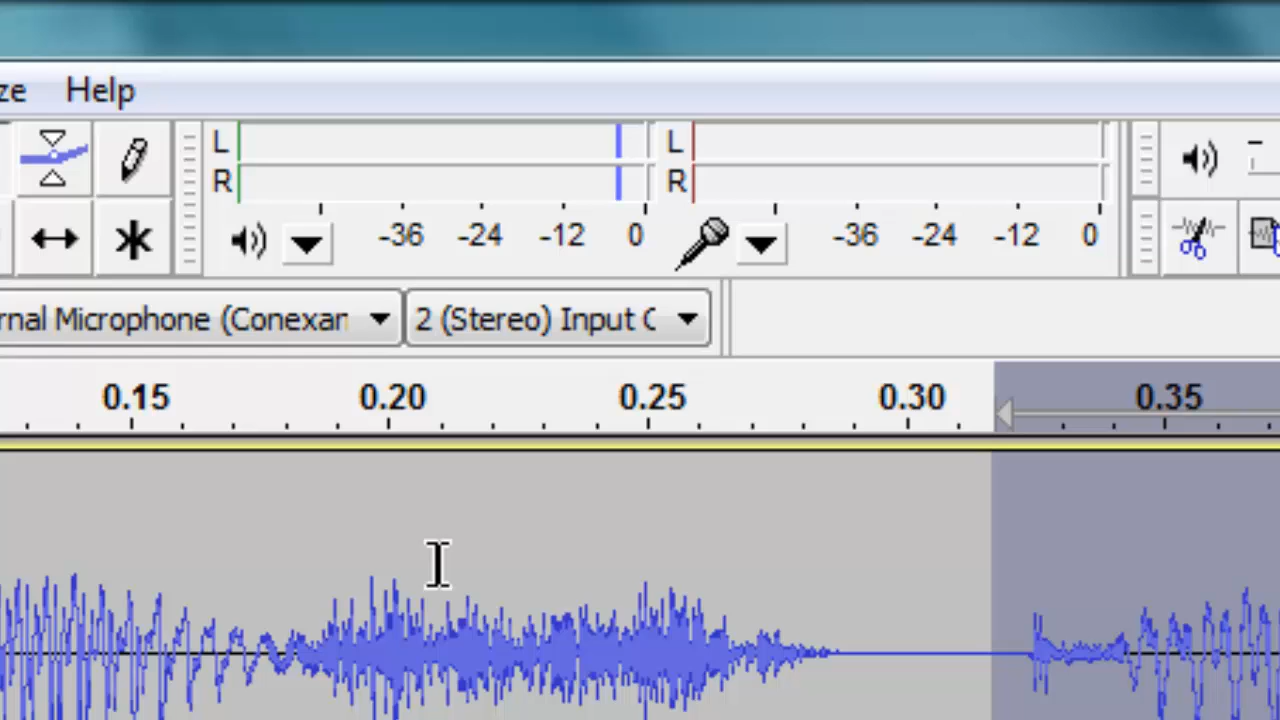 ze Help
L L
R R
-36 -24 -12 0 -36 -24 -12 0
rnal Microphone (Conexan 2 (Stereo) Input C
0.15 0.20 0.25 0.30 0.35